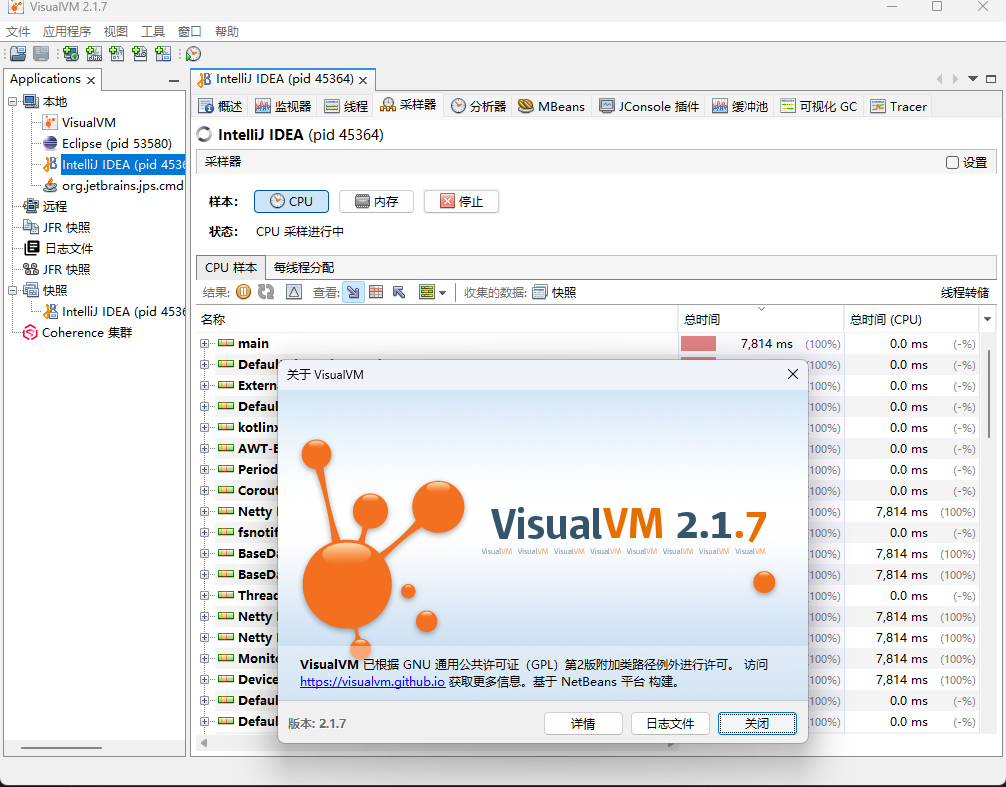 VisualVM 2.1.7
文件 应用程序 视图 工具 窗口 帮助
Applications
IntelliJ IDEA (pid 45364)
本地
VisualVM
Eclipse (pid 53580)
IntelliJ IDEA (pid 4536
org.jetbrains.jps.cmd
远程
JFR 快照
日志文件
JFR 快照
快照
IntelliJ IDEA (pid 4536
Coherence 集群
概述 监视器 线程 采样器 分析器 MBeans JConsole 插件 缓冲池 可视化 GC Tracer
IntelliJ IDEA (pid 45364)
采样器 设置
样本: CPU 内存 停止
状态: CPU 采样进行中
CPU 样本 每线程分配
结果: 查看: 收集的数据: 快照 线程转储
名称 总时间 总时间 (CPU)
main 7,814 ms (100%) 0.0 ms (-%)
Defau 100%) 0.0 ms (-%)
Extern 100%) 0.0 ms (-%)
Defau 100%) 0.0 ms (-%)
kotlinx 100%) 0.0 ms (-%)
AWT-E 100%) 0.0 ms (-%)
Period 100%) 0.0 ms (-%)
Corout 100%) 0.0 ms (-%)
Netty 100%) 7,814 ms (100%)
fsnotif 100%) 0.0 ms (-%)
BaseDa 100%) 7,814 ms (100%)
BaseDa 100%) 7,814 ms (100%)
Thread 100%) 0.0 ms (-%)
Netty 100%) 7,814 ms (100%)
Netty 100%) 7,814 ms (100%)
Monito 100%) 7,814 ms (100%)
Device 100%) 7,814 ms (100%)
Defau 100%) 0.0 ms (-%)
Defau 100%) 0.0 ms (-%)
关于 VisualVM
VisualVM 2.1.7
VisualVM VisualVM VisualVM VisualVM VisualVM VisualVM VisualVM VisualVM
VisualVM 已根据 GNU 通用公共许可证（GPL）第2版附加类路径例外进行许可。 访问
https://visualvm.github.io 获取更多信息。基于 NetBeans 平台 构建。
版本: 2.1.7
详情 日志文件 关闭